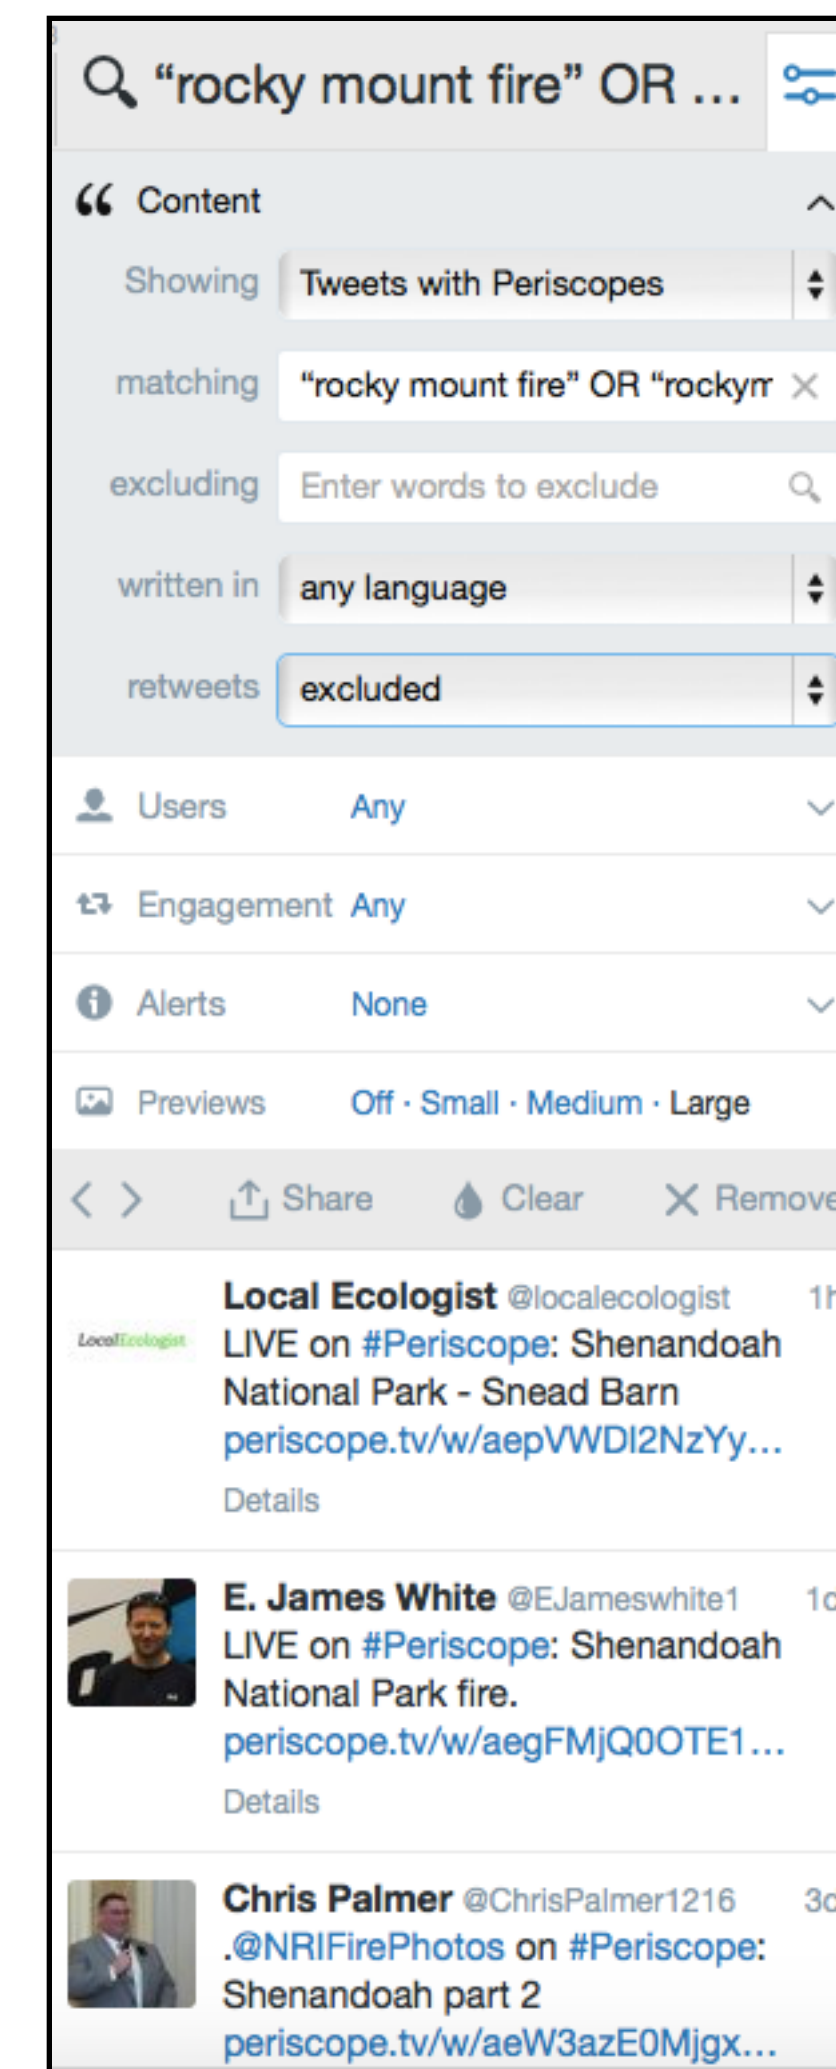 “rocky mount fire” OR ...
Content
Showing Tweets with Periscopes
matching “rocky mount fire” OR “rockym
excluding Enter words to exclude
written in any language
retweets excluded
Users Any
Engagement Any
Alerts None
Previews Off · Small · Medium · Large
Share Clear Remove
Local Ecologist @localecologist 1h
LocalEcologist
LIVE on #Periscope: Shenandoah
National Park - Snead Barn
periscope.tv/w/aepVWDI2NzYy...
Details
E. James White @EJameswhite1 1d
LIVE on #Periscope: Shenandoah
National Park fire.
periscope.tv/w/aegFMjQ0OTE1...
Details
Chris Palmer @ChrisPalmer1216 3d
.@NRIFirePhotos on #Periscope:
Shenandoah part 2
periscope.tv/w/aeW3azE0Mjgx...